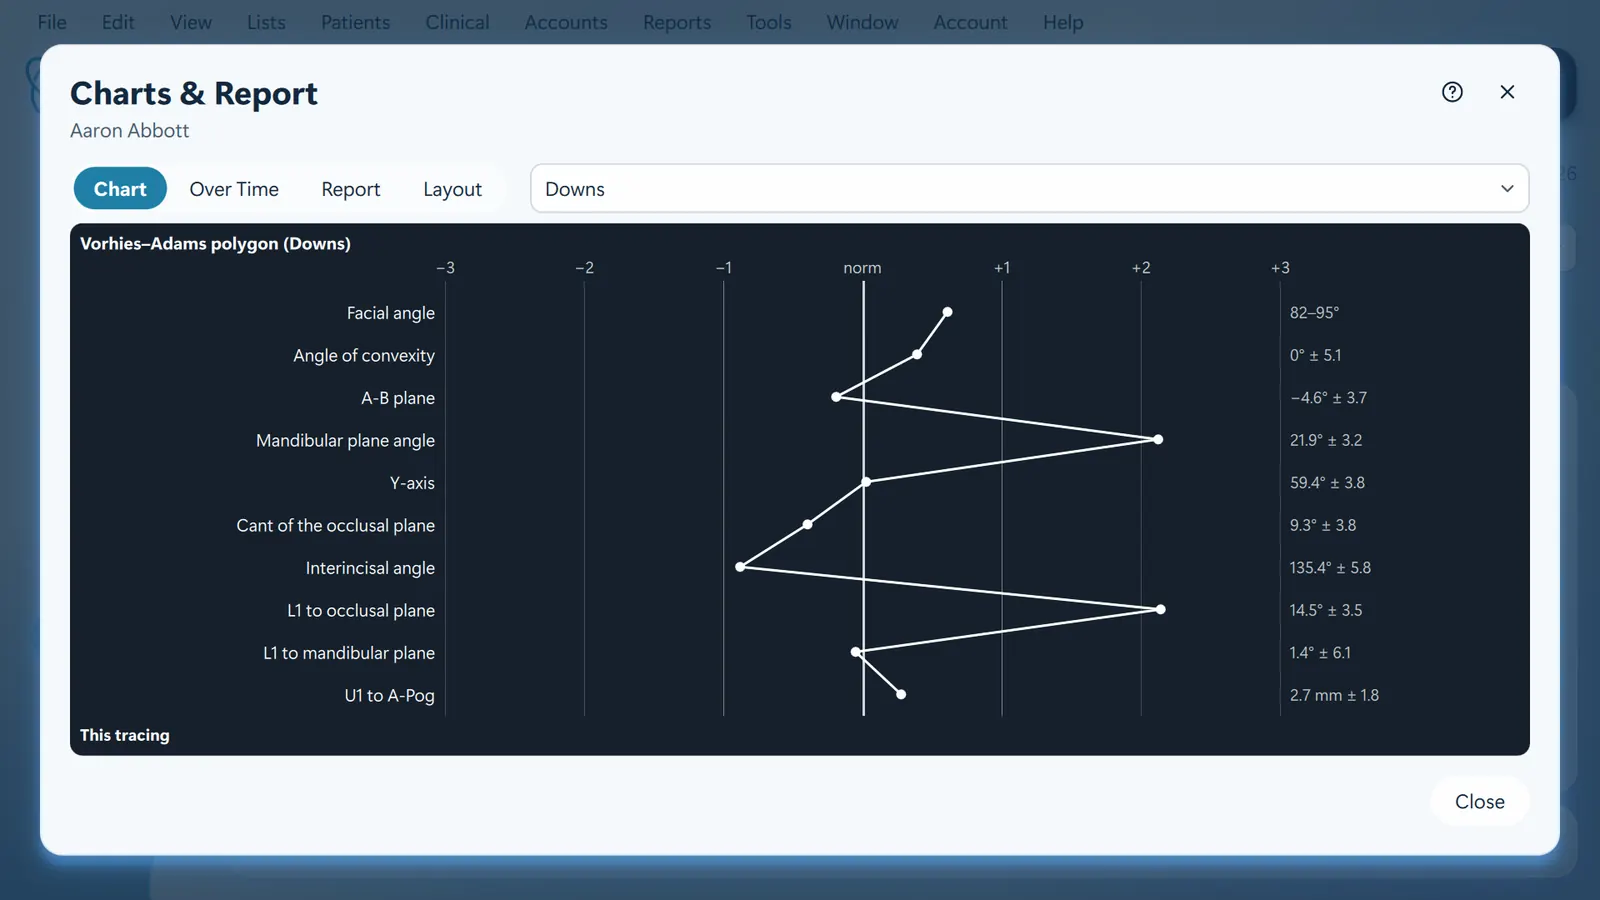 File Edit View Lists Patients Clinical Accounts Reports Tools Window Account Help
Charts & Report
Aaron Abbott
Chart Over Time Report Layout Downs
Vorhies–Adams polygon (Downs)
−3 −2 −1 norm +1 +2 +3
Facial angle 82–95°
Angle of convexity 0° ± 5.1
A-B plane −4.6° ± 3.7
Mandibular plane angle 21.9° ± 3.2
Y-axis 59.4° ± 3.8
Cant of the occlusal plane 9.3° ± 3.8
Interincisal angle 135.4° ± 5.8
L1 to occlusal plane 14.5° ± 3.5
L1 to mandibular plane 1.4° ± 6.1
U1 to A-Pog 2.7 mm ± 1.8
This tracing
Close